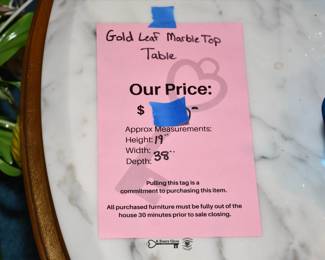 Gold Leaf Marble Top
Table
Our Price:
$
Approx Measurements:
Height: 19"
Width:
Depth: 38"
Pulling this tag is a
commitment to purchasing this item.
All purchased furniture must be fully out of the
house 30 minutes prior to sale closing.